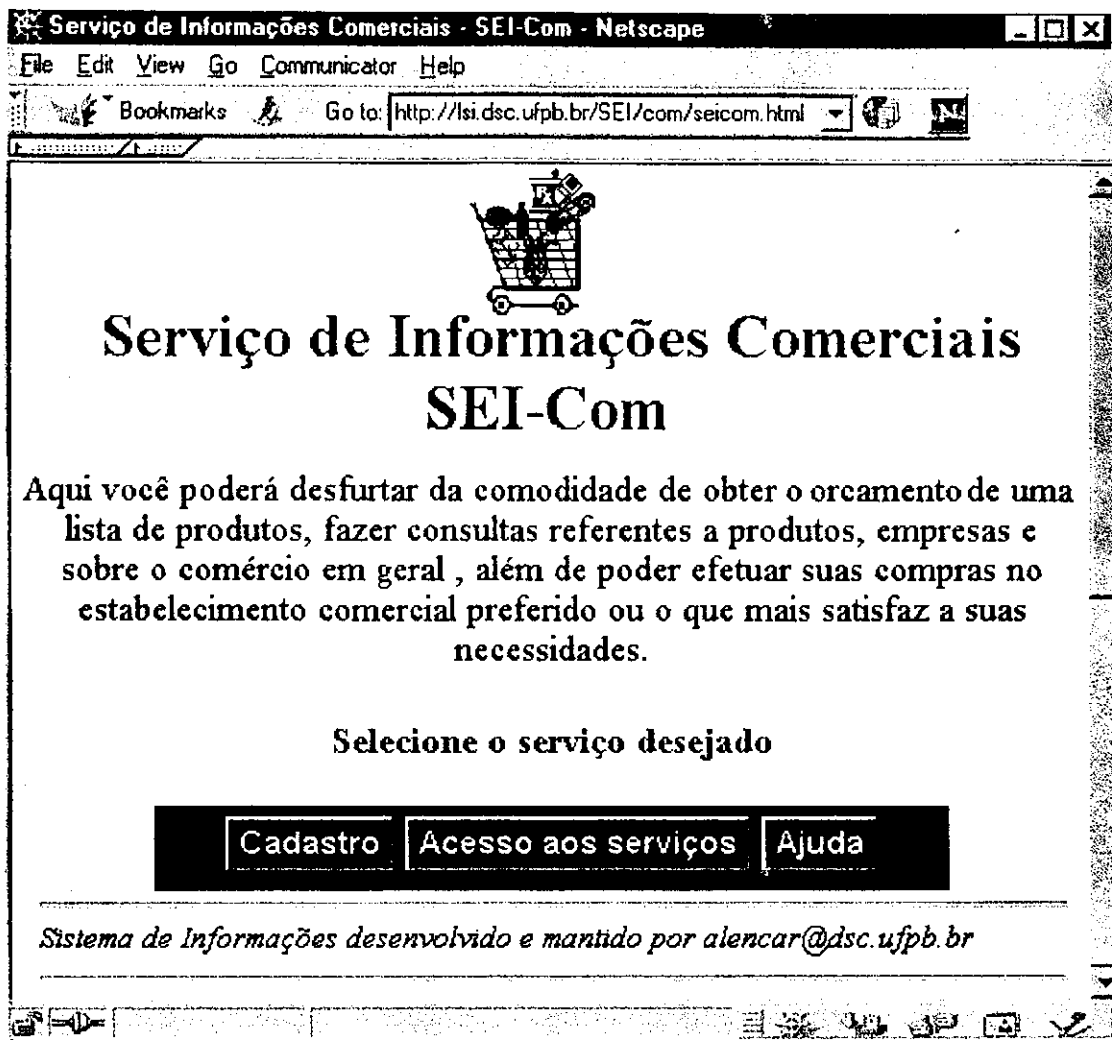 Serviço de Informações Comerciais - SEI-Com - Netscape
File Edit View Go Communicator Help
Bookmarks Go to: http://lsi.dsc.ufpb.br/SEI/com/seicom.html
Serviço de Informações Comerciais
SEI-Com
Aqui você poderá desfurtar da comodidade de obter o orcamento de uma
lista de produtos, fazer consultas referentes a produtos, empresas e
sobre o comércio em geral , além de poder efetuar suas compras no
estabelecimento comercial preferido ou o que mais satisfaz a suas
necessidades.
Selecione o serviço desejado
Cadastro Acesso aos serviços Ajuda
Sistema de Informações desenvolvido e mantido por alencar@dsc.ufpb.br